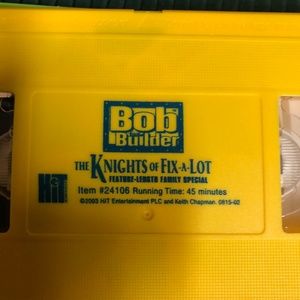 Bob
the
Builder
THE KNIGHTS OF FIX-A-LOT
FEATURE-LENGTH FAMILY SPECIAL
HiT
Item #24106 Running Time: 45 minutes
©2003 HIT Entertainment PLC and Keith Chapman. 0815-02